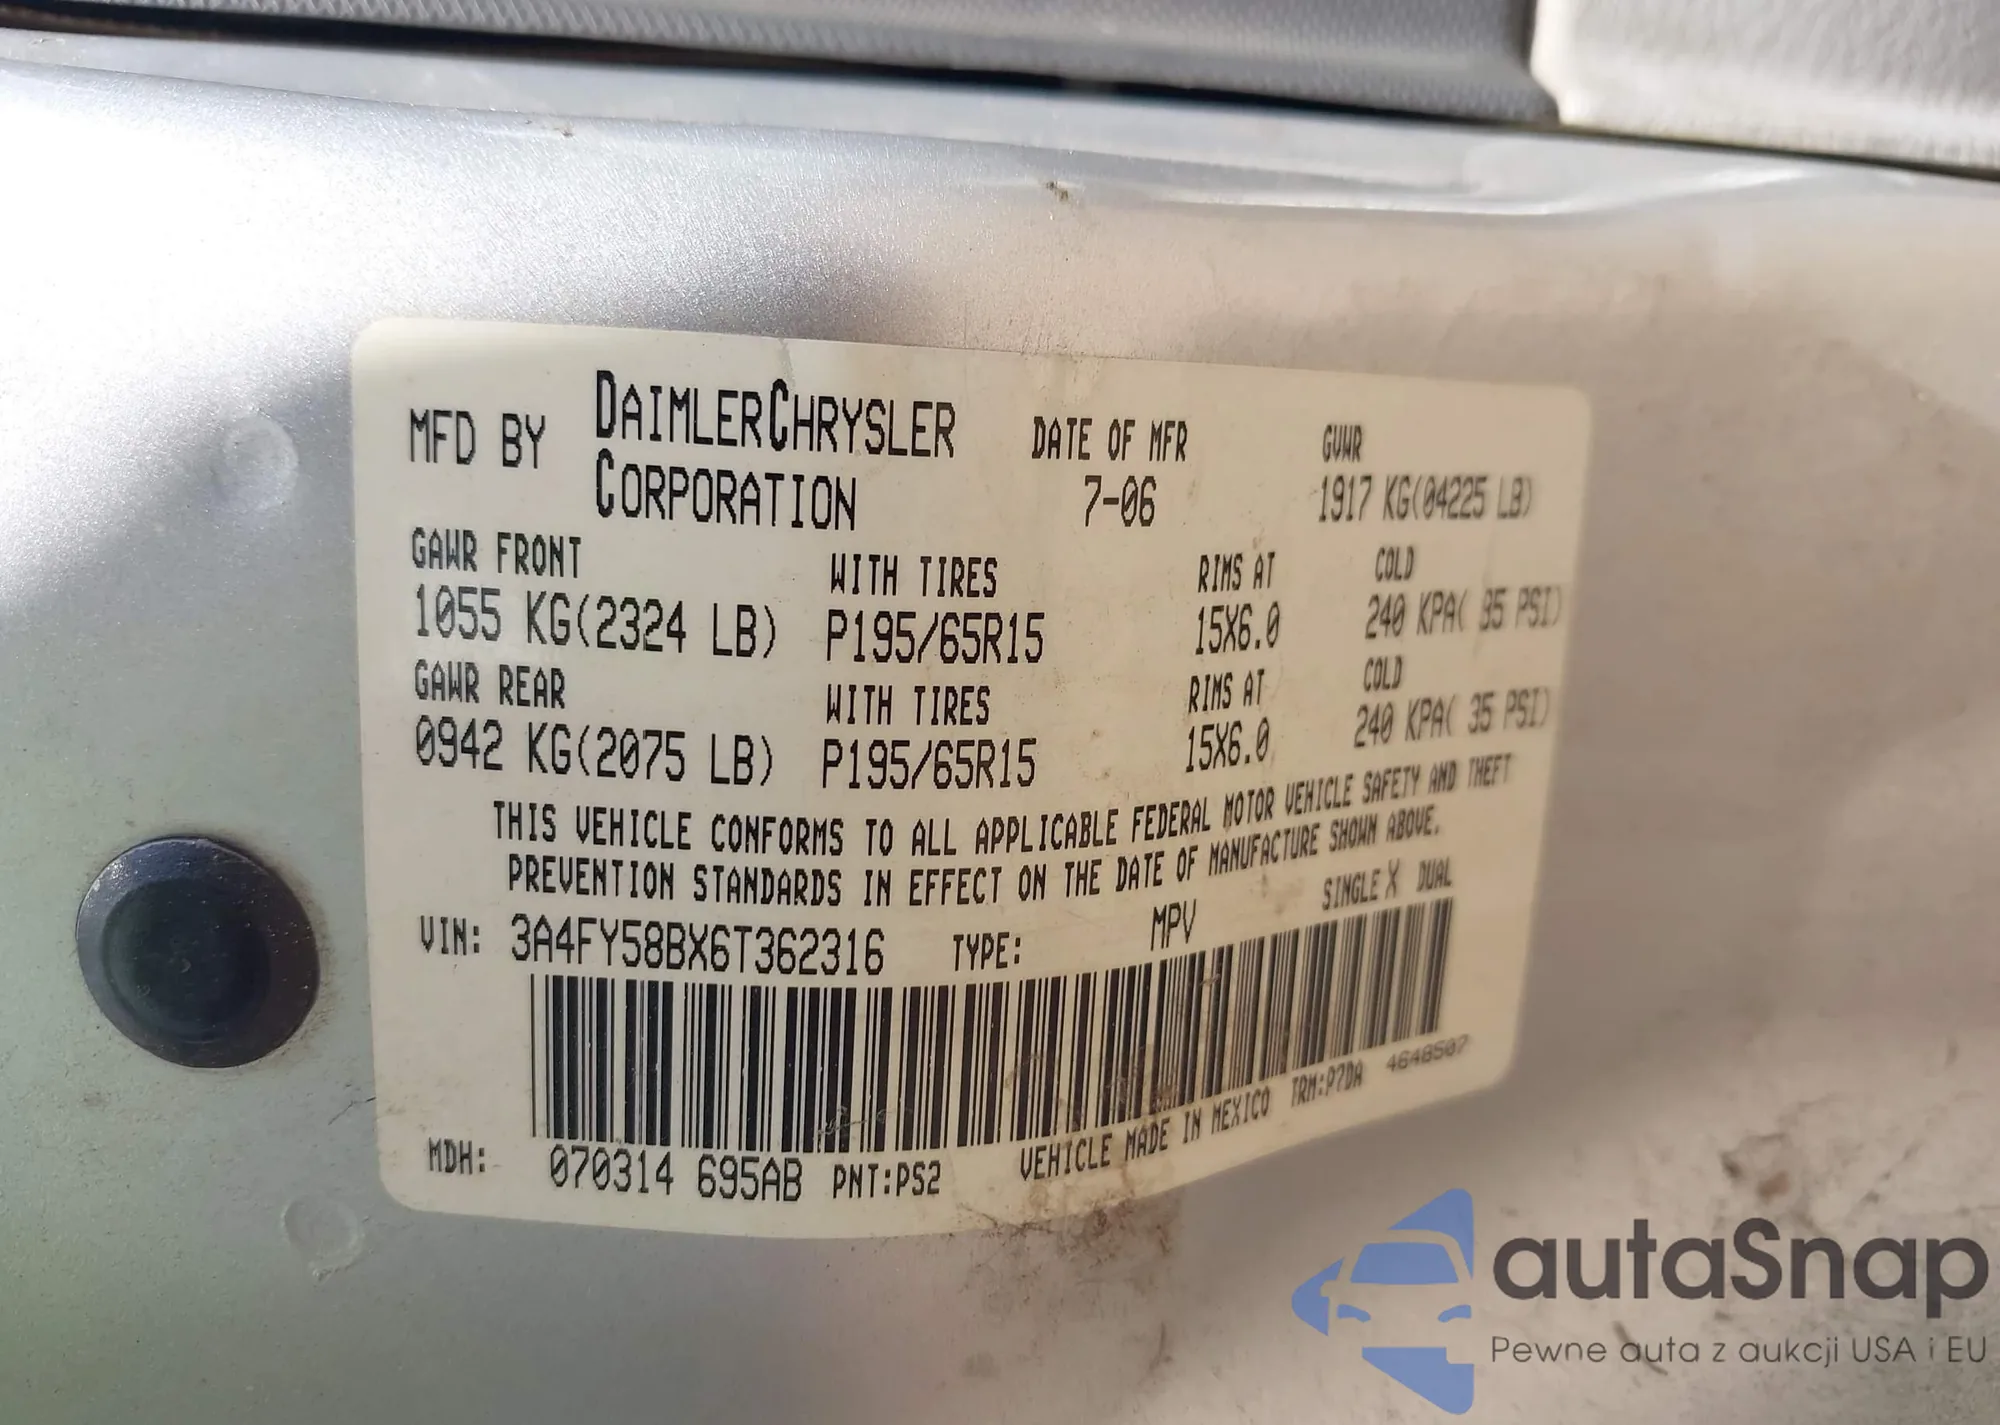 MFD BY DAIMLERCHRYSLER CORPORATION DATE OF MFR 7-06 GVWR 1917 KG(04225 LB)
GAWR FRONT WITH TIRES RIMS AT COLD
1055 KG(2324 LB) P195/65R15 15X6.0 240 KPA( 35 PSI)
GAWR REAR WITH TIRES RIMS AT COLD
0942 KG(2075 LB) P195/65R15 15X6.0 240 KPA( 35 PSI)
THIS VEHICLE CONFORMS TO ALL APPLICABLE FEDERAL MOTOR VEHICLE SAFETY AND THEFT
PREVENTION STANDARDS IN EFFECT ON THE DATE OF MANUFACTURE SHOWN ABOVE.
VIN: 3A4FY58BX6T362316 TYPE: MPV SINGLE X DUAL
MDH: 070314 695AB PNT:PS2 VEHICLE MADE IN MEXICO TRM:P7DA 4648507
autaSnap
Pewne auta z aukcji USA i EU